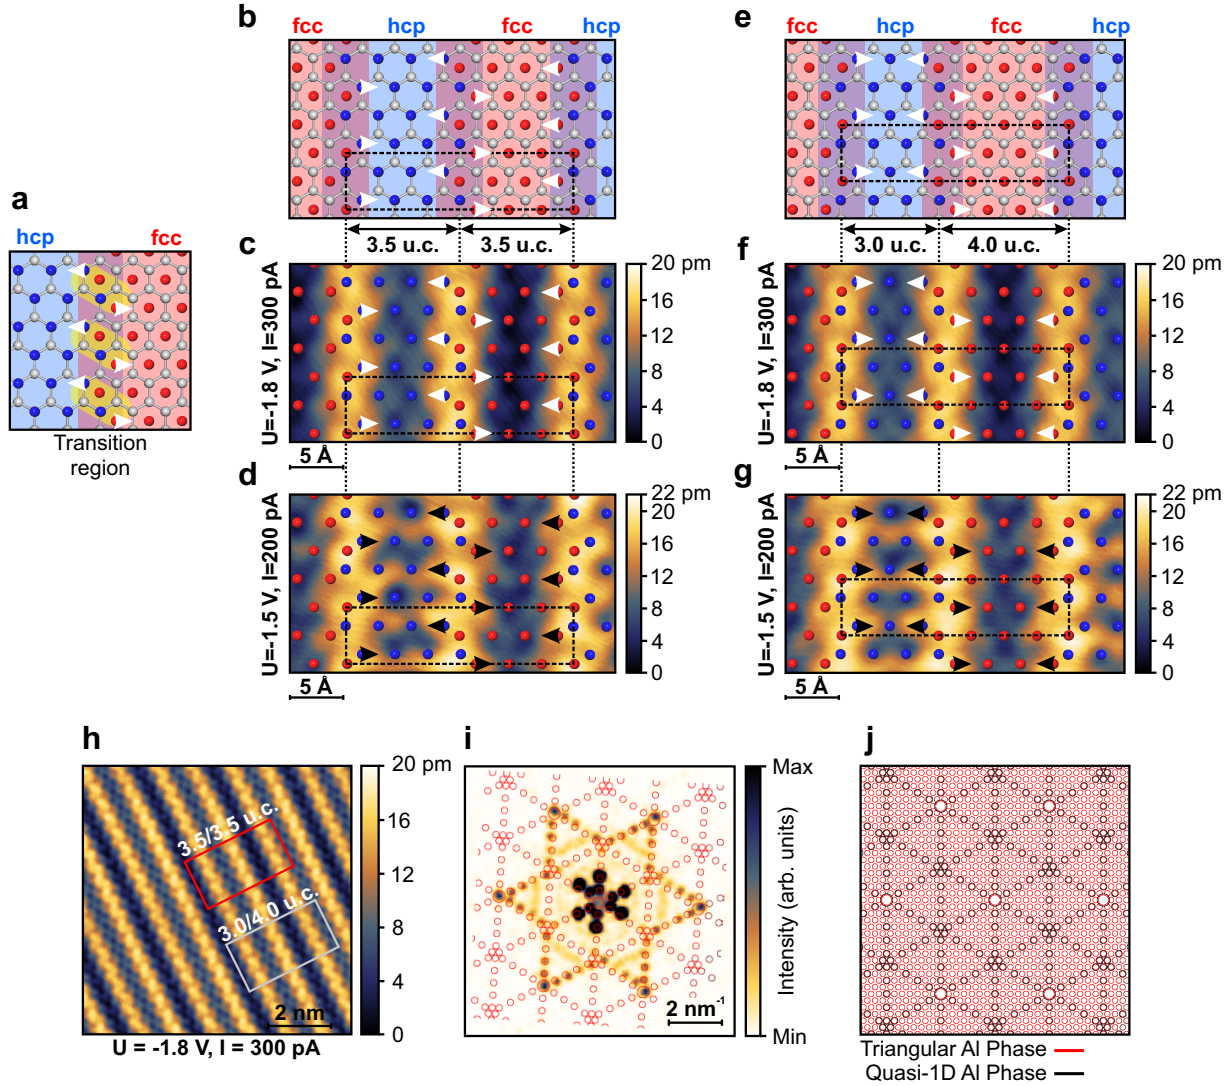 a
hcp
fcc
Transition
region
b
fcc
hcp
fcc
hcp
3.5 u.c.
3.5 u.c.
c
U=-1.8 V, I=300 pA
20 pm
16
12
8
4
0
5 Å
d
U=-1.5 V, I=200 pA
22 pm
20
16
12
8
4
0
5 Å
e
fcc
hcp
fcc
hcp
3.0 u.c.
4.0 u.c.
f
U=-1.8 V, I=300 pA
20 pm
16
12
8
4
0
5 Å
g
U=-1.5 V, I=200 pA
22 pm
20
16
12
8
4
0
5 Å
h
3.5/3.5 u.c.
3.0/4.0 u.c.
2 nm
20 pm
16
12
8
4
0
U = -1.8 V, I = 300 pA
i
2 nm-1
Max
Intensity (arb. units)
Min
j
Triangular Al Phase
Quasi-1D Al Phase